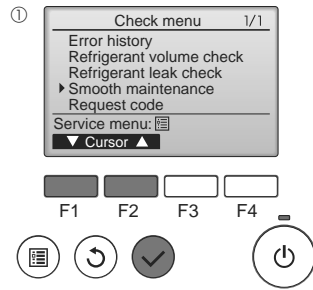 ①
Check menu 1/1
Error history
Refrigerant volume check
Refrigerant leak check
Smooth maintenance
Request code
Service menu:
▼ Cursor ▲
F1 F2 F3 F4